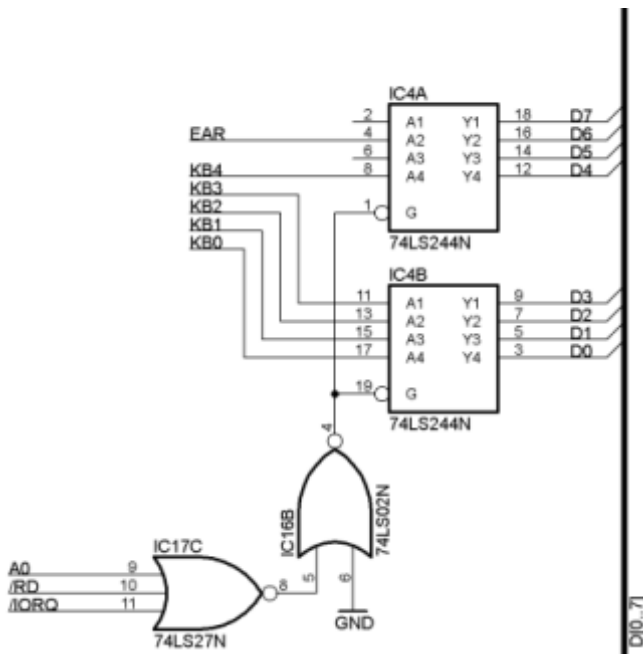 IC4A
2 A1 Y1 18 D7
EAR 4 A2 Y2 16 D6
6 A3 Y3 14 D5
KB4 8 A4 Y4 12 D4
KB3
KB2 1 G
KB1 74LS244N
KB0
IC4B
11 A1 Y1 9 D3
13 A2 Y2 7 D2
15 A3 Y3 5 D1
17 A4 Y4 3 D0
19 G
74LS244N
4
IC16B
74LS02N
IC17C
A0 9
/RD 10 8 5 6
/IORQ 11
GND
74LS27N
D[0..7]